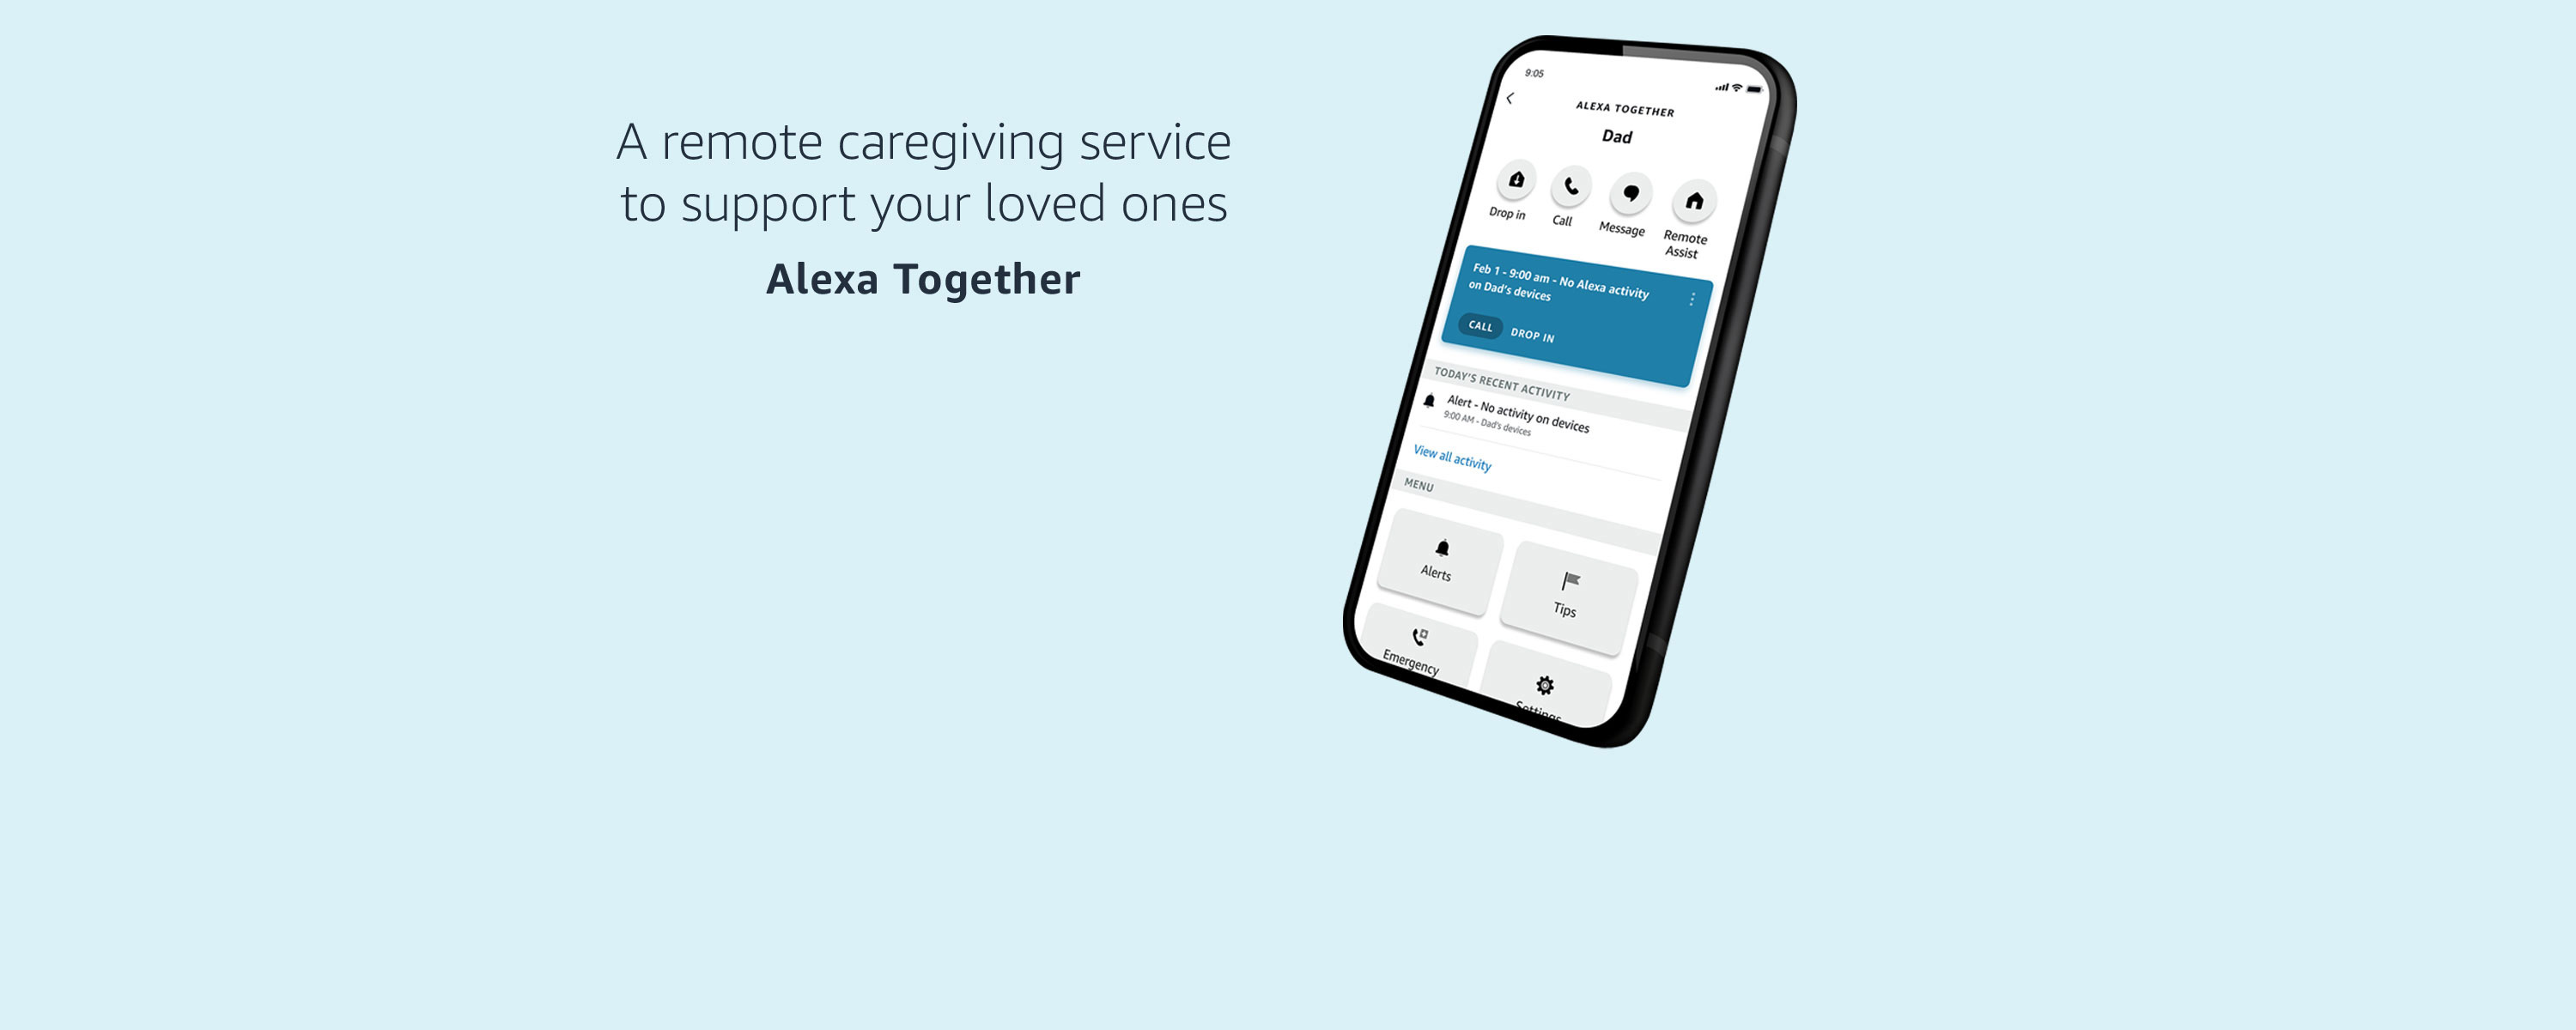 A remote caregiving service
to support your loved ones
Alexa Together
9:05
ALEXA TOGETHER
Dad
Drop in
Call
Message
Remote
Assist
Feb 1 - 9:00 am - No Alexa activity
on Dad's devices
CALL DROP IN
TODAY'S RECENT ACTIVITY
Alert - No activity on devices
9:00 AM - Dad's devices
View all activity
MENU
Alerts
Tips
Emergency
Settings